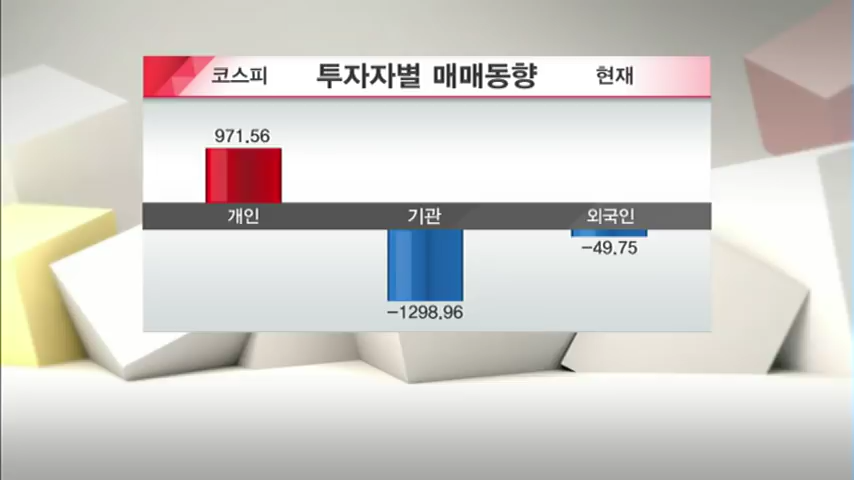 코스피 투자자별 매매동향 현재
971.56
개인 기관 외국인
-49.75
-1298.96